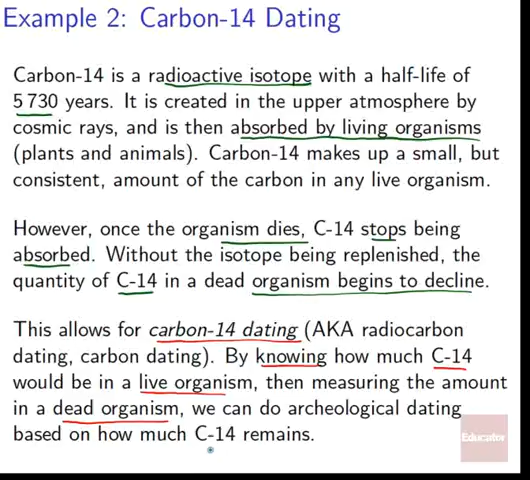 Example 2: Carbon-14 Dating
Carbon-14 is a radioactive isotope with a half-life of
5 730 years. It is created in the upper atmosphere by
cosmic rays, and is then absorbed by living organisms
(plants and animals). Carbon-14 makes up a small, but
consistent, amount of the carbon in any live organism.
However, once the organism dies, C-14 stops being
absorbed. Without the isotope being replenished, the
quantity of C-14 in a dead organism begins to decline.
This allows for carbon-14 dating (AKA radiocarbon
dating, carbon dating). By knowing how much C-14
would be in a live organism, then measuring the amount
in a dead organism, we can do archeological dating
based on how much C-14 remains.
Educator